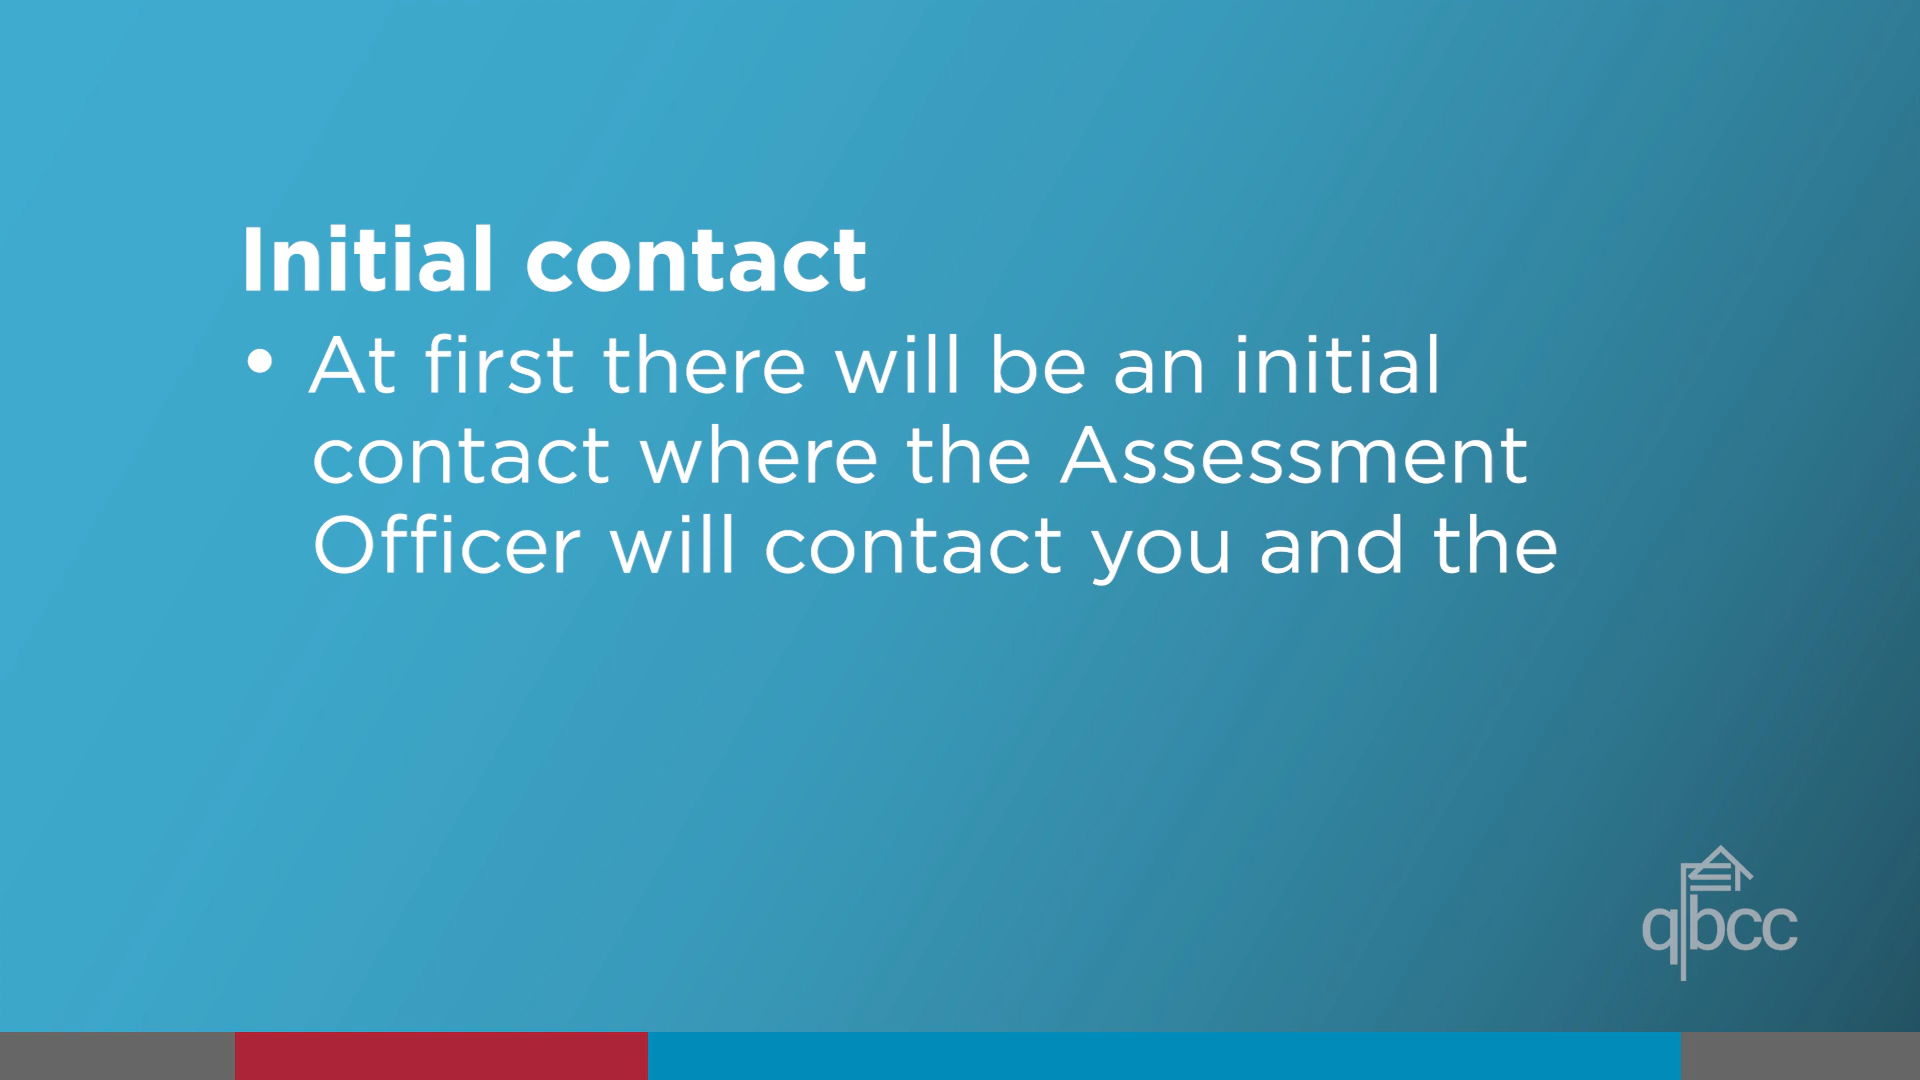 Initial contact
• At first there will be an initial
contact where the Assessment
Officer will contact you and the
qbcc